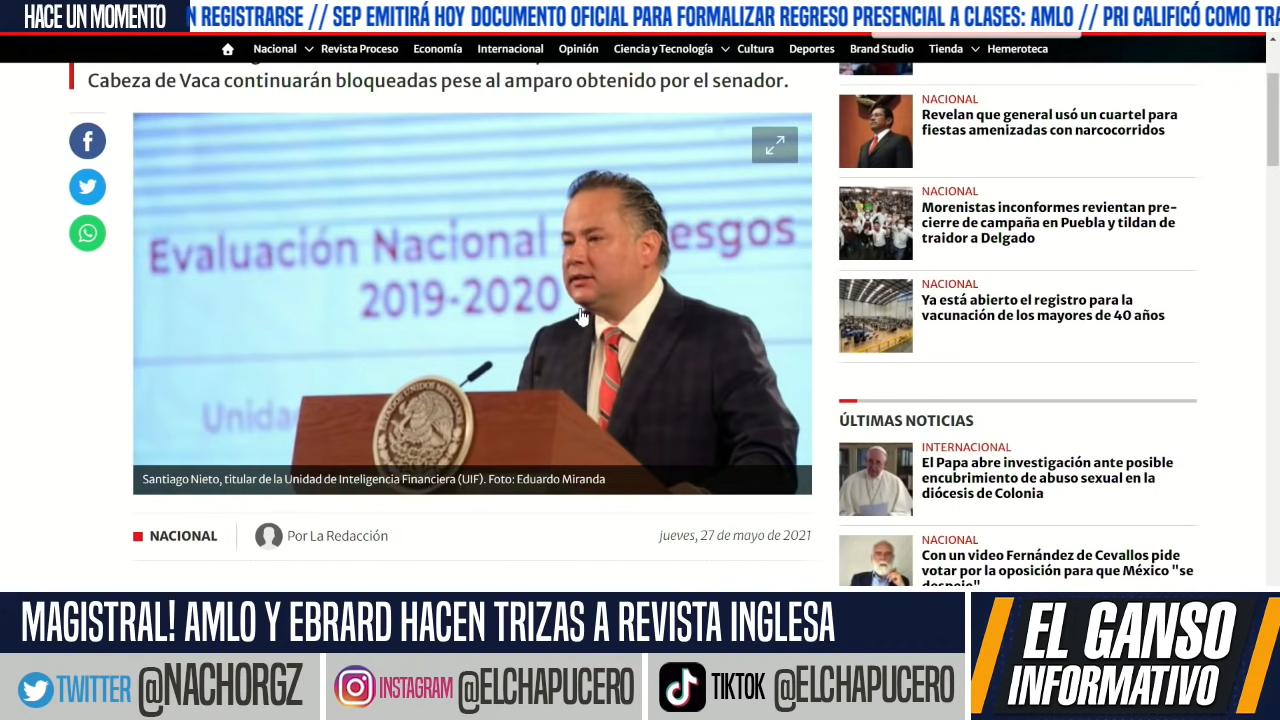 HACE UN MOMENTO
N REGISTRARSE // SEP EMITIRÁ HOY DOCUMENTO OFICIAL PARA FORMALIZAR REGRESO PRESENCIAL A CLASES: AMLO // PRI CALIFICÓ COMO TRA
Nacional Revista Proceso Economía Internacional Opinión Ciencia y Tecnología Cultura Deportes Brand Studio Tienda Hemeroteca
Cabeza de Vaca continuarán bloqueadas pese al amparo obtenido por el senador.
Evaluación Nacional esgos
2019-2020
Unida
UNIDOS MEXIC
Santiago Nieto, titular de la Unidad de Inteligencia Financiera (UIF). Foto: Eduardo Miranda
NACIONAL
Por La Redacción
jueves, 27 de mayo de 2021
NACIONAL
Revelan que general usó un cuartel para
fiestas amenizadas con narcocorridos
NACIONAL
Morenistas inconformes revientan pre-
cierre de campaña en Puebla y tildan de
traidor a Delgado
NACIONAL
Ya está abierto el registro para la
vacunación de los mayores de 40 años
ÚLTIMAS NOTICIAS
INTERNACIONAL
El Papa abre investigación ante posible
encubrimiento de abuso sexual en la
diócesis de Colonia
NACIONAL
Con un video Fernández de Cevallos pide
votar por la oposición para que México "se
MAGISTRAL! AMLO Y EBRARD HACEN TRIZAS A REVISTA INGLESA
TWITTER @NACHORGZ
INSTAGRAM @ELCHAPUCERO
TIKTOK @ELCHAPUCERO
EL GANSO
INFORMATIVO